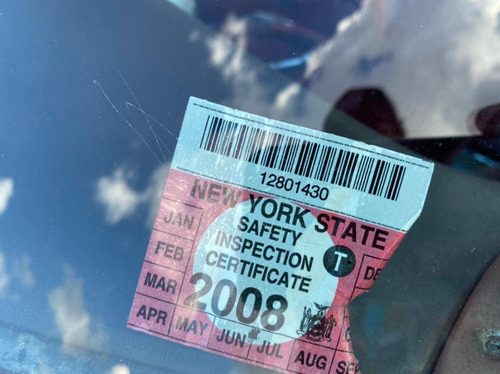 12801430
NEW YORK STATE
SAFETY
INSPECTION
CERTIFICATE
T
2008
JAN
FEB
MAR
APR MAY JUN JUL AUG